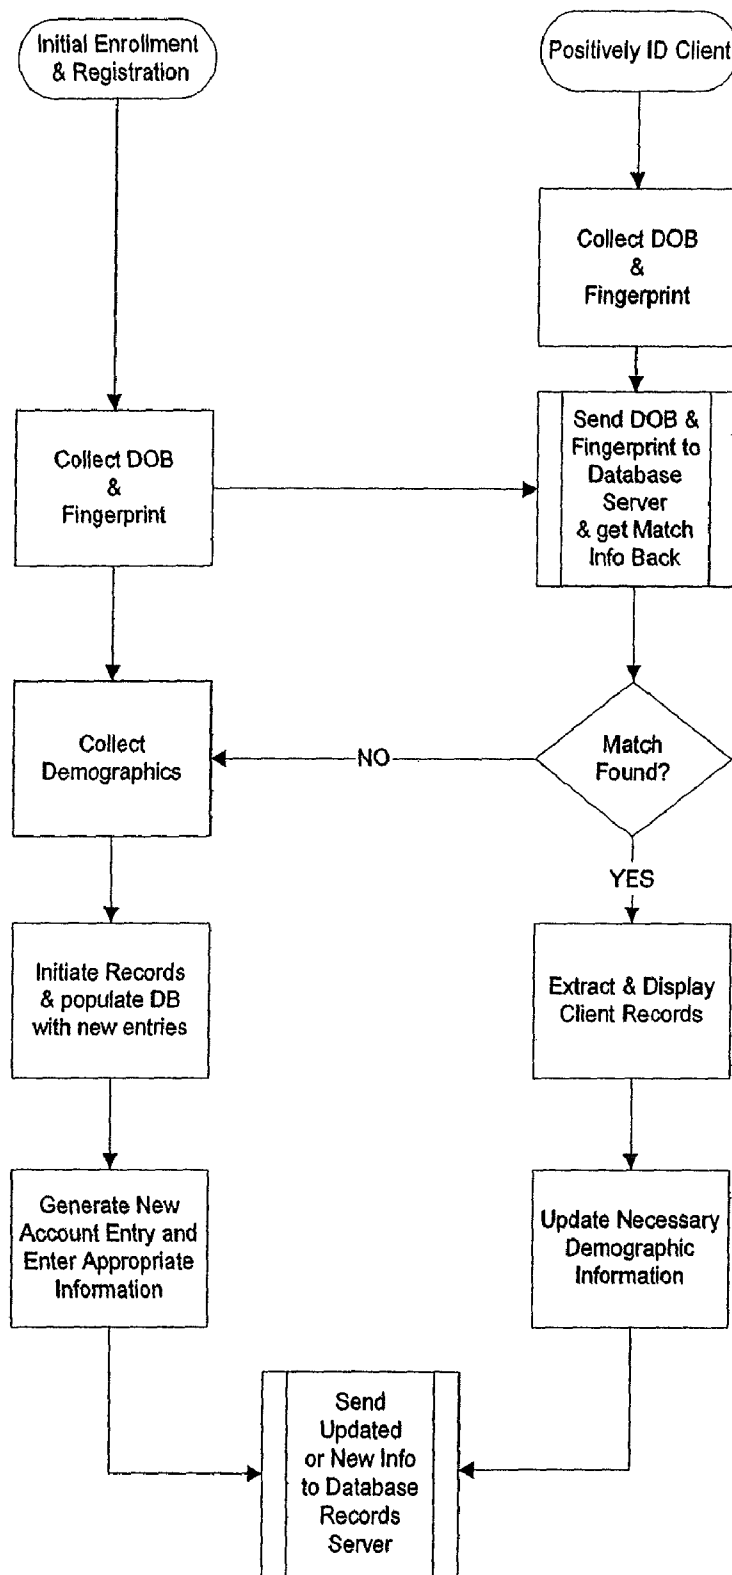 Initial Enrollment
& Registration
Positively ID Client
Collect DOB
&
Fingerprint
Collect DOB
&
Fingerprint
Send DOB &
Fingerprint to
Database
Server
& get Match
Info Back
Collect
Demographics
NO
Match
Found?
YES
Initiate Records
& populate DB
with new entries
Extract & Display
Client Records
Generate New
Account Entry and
Enter Appropriate
Information
Update Necessary
Demographic
Information
Send
Updated
or New Info
to Database
Records
Server